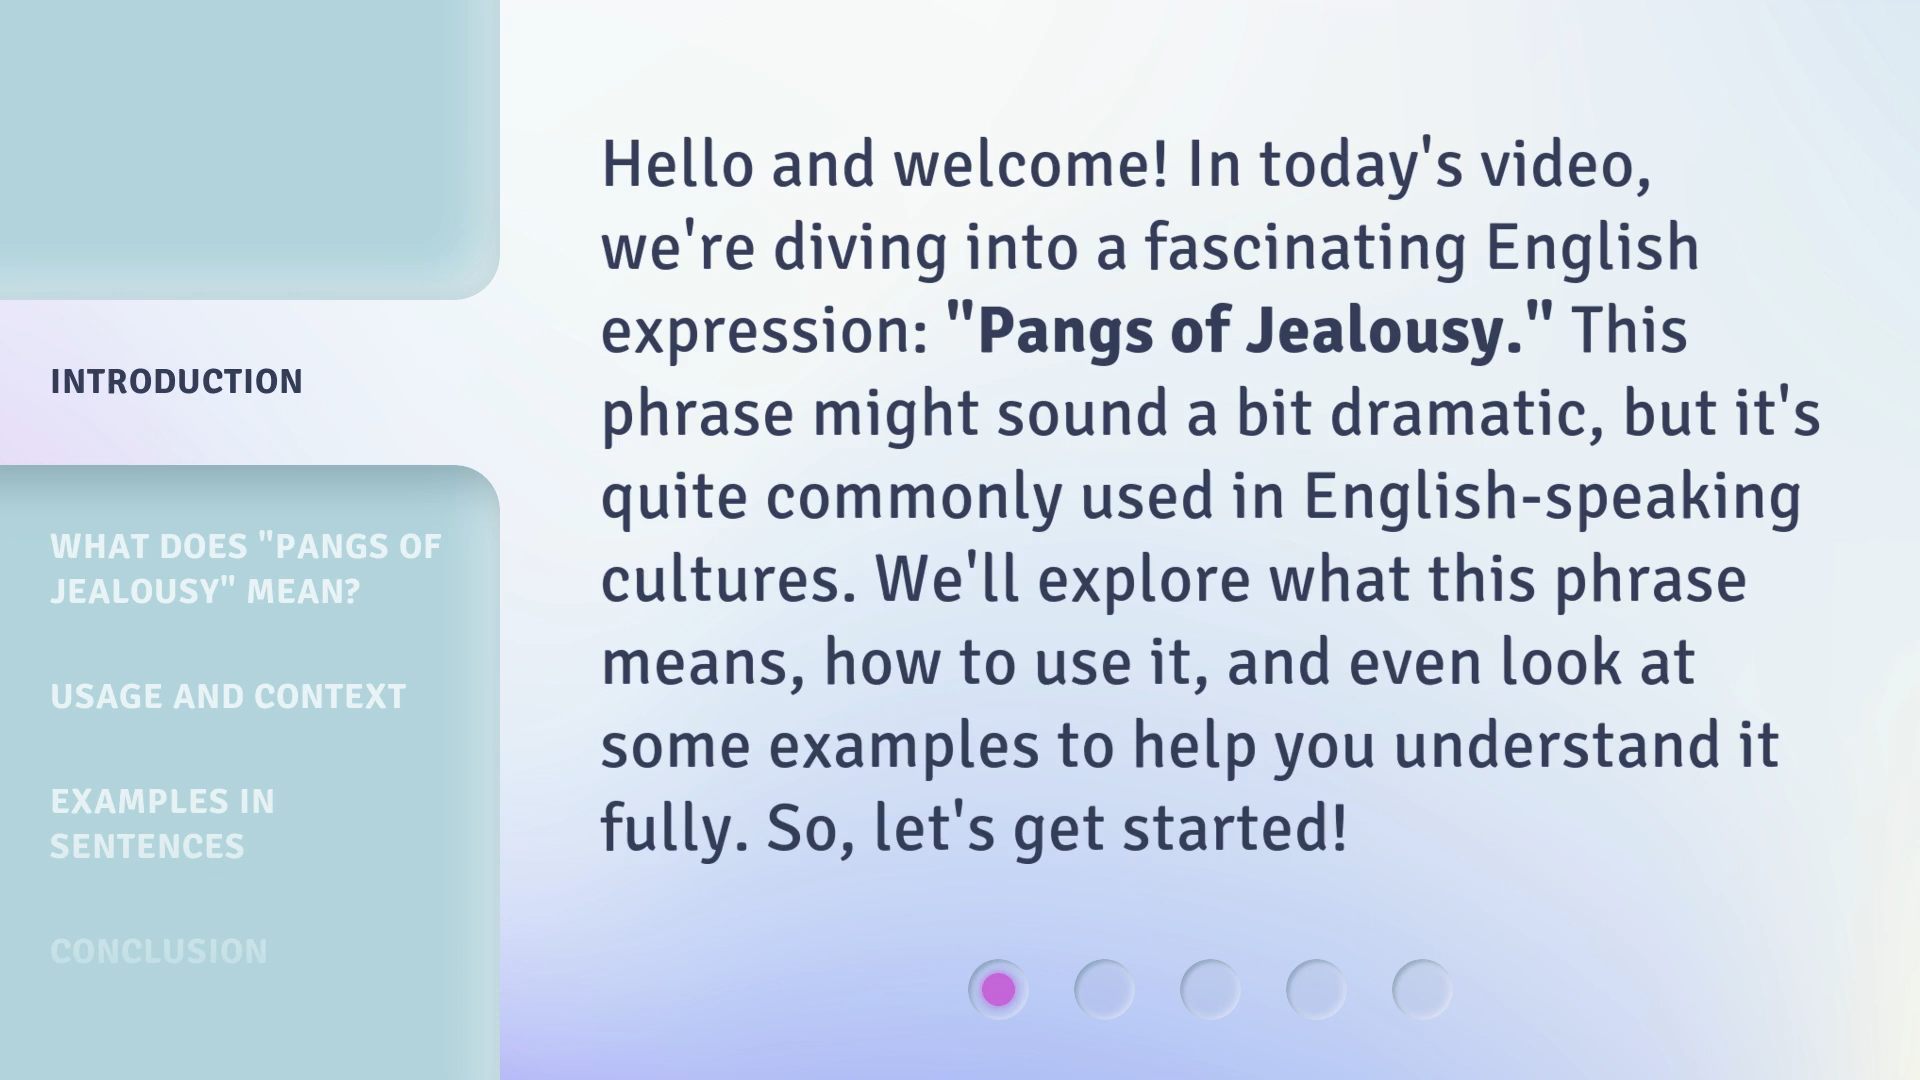 INTRODUCTION
WHAT DOES "PANGS OF
JEALOUSY" MEAN?
USAGE AND CONTEXT
EXAMPLES IN
SENTENCES
CONCLUSION
Hello and welcome! In today's video,
we're diving into a fascinating English
expression: "Pangs of Jealousy." This
phrase might sound a bit dramatic, but it's
quite commonly used in English-speaking
cultures. We'll explore what this phrase
means, how to use it, and even look at
some examples to help you understand it
fully. So, let's get started!